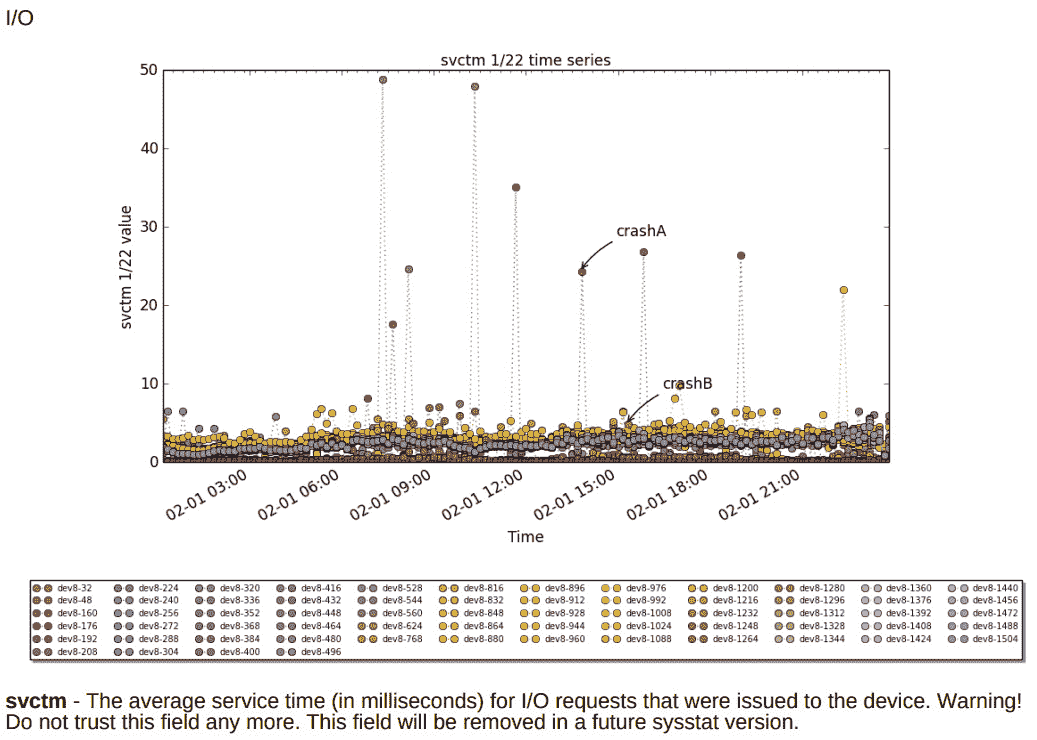 I/O
svctm 1/22 time series
50
40
30
20
10
0
svctm 1/22 value
crashA
crashB
02-01 03:00
02-01 06:00
02-01 09:00
02-01 12:00
02-01 15:00
02-01 18:00
02-01 21:00
Time
dev8-32 dev8-224 dev8-320 dev8-416 dev8-528 dev8-816 dev8-896 dev8-976 dev8-1200 dev8-1280 dev8-1360 dev8-1440
dev8-48 dev8-240 dev8-336 dev8-432 dev8-544 dev8-832 dev8-912 dev8-992 dev8-1216 dev8-1296 dev8-1376 dev8-1456
dev8-160 dev8-256 dev8-352 dev8-448 dev8-560 dev8-848 dev8-928 dev8-1008 dev8-1232 dev8-1312 dev8-1392 dev8-1472
dev8-176 dev8-272 dev8-368 dev8-464 dev8-624 dev8-864 dev8-944 dev8-1024 dev8-1248 dev8-1328 dev8-1408 dev8-1488
dev8-192 dev8-288 dev8-384 dev8-480 dev8-768 dev8-880 dev8-960 dev8-1088 dev8-1264 dev8-1344 dev8-1424 dev8-1504
dev8-208 dev8-304 dev8-400 dev8-496
svctm - The average service time (in milliseconds) for I/O requests that were issued to the device. Warning!
Do not trust this field any more. This field will be removed in a future sysstat version.